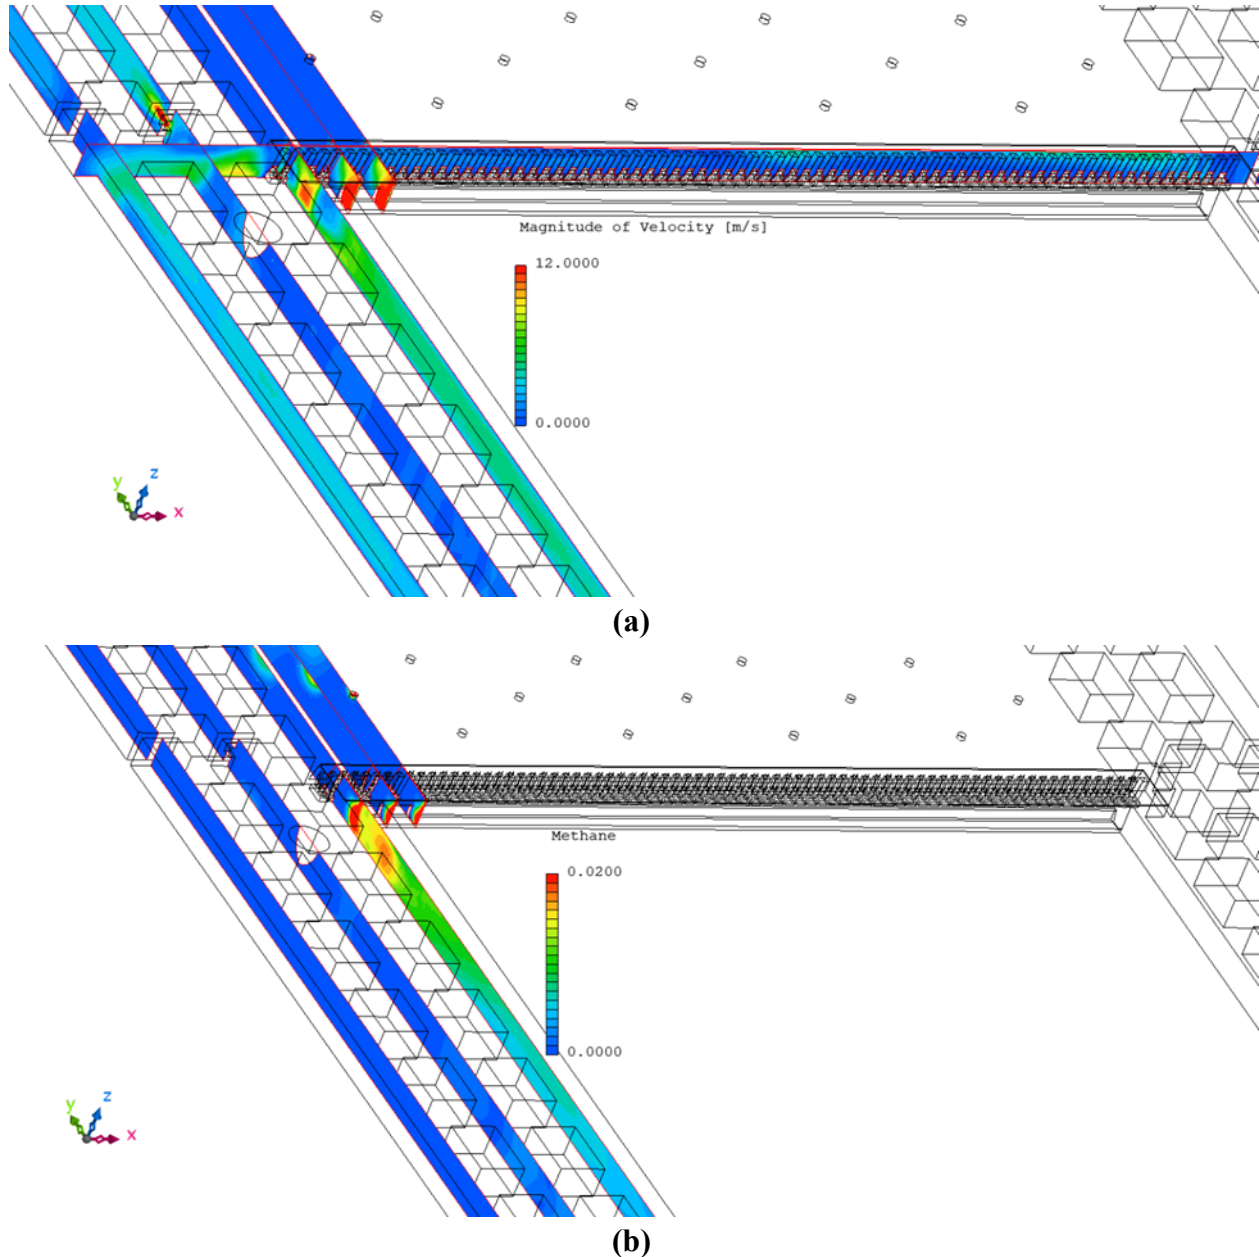 Magnitude of Velocity [m/s]
12.0000
0.0000
y
z
x
(a)
Methane
0.0200
0.0000
y
z
x
(b)